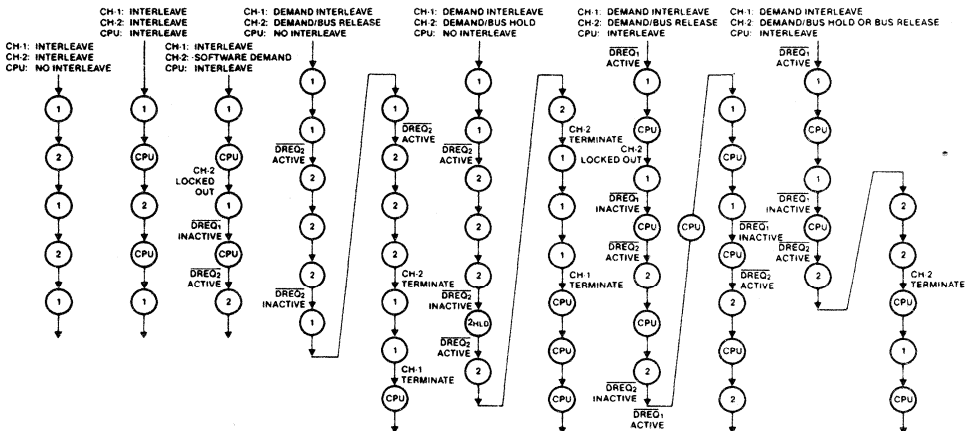 CH-1: INTERLEAVE
CH-2: INTERLEAVE
CPU: NO INTERLEAVE
1
2
1
2
1
CH-1: INTERLEAVE
CH-2: INTERLEAVE
CPU: INTERLEAVE
1
CPU
2
CPU
1
CH-1: INTERLEAVE
CH-2: SOFTWARE DEMAND
CPU: INTERLEAVE
1
CPU
CH-2
LOCKED
OUT
1
DREQ1
INACTIVE
CPU
DREQ2
ACTIVE
2
CH-1: DEMAND INTERLEAVE
CH-2: DEMAND/BUS RELEASE
CPU: NO INTERLEAVE
1
1
DREQ2
ACTIVE
2
2
2
DREQ2
INACTIVE
1
1
DREQ2
ACTIVE
2
2
2
CH-2
TERMINATE
1
1
CH-1
TERMINATE
CPU
CH-1: DEMAND INTERLEAVE
CH-2: DEMAND/BUS HOLD
CPU: NO INTERLEAVE
1
1
DREQ2
ACTIVE
2
2
2
DREQ2
INACTIVE
2HLD
DREQ2
ACTIVE
2
2
CH-2
TERMINATE
1
1
1
CH-1
TERMINATE
CPU
CPU
CPU
CH-1: DEMAND INTERLEAVE
CH-2: DEMAND/BUS RELEASE
CPU: INTERLEAVE
DREQ1
ACTIVE
1
CPU
CH-2
LOCKED OUT
1
DREQ1
INACTIVE
CPU
DREQ2
ACTIVE
2
CPU
2
DREQ2
INACTIVE
DREQ1
ACTIVE
CPU
1
CPU
1
DREQ1
INACTIVE
CPU
DREQ2
ACTIVE
2
CPU
2
CH-1: DEMAND INTERLEAVE
CH-2: DEMAND/BUS HOLD OR BUS RELEASE
CPU: INTERLEAVE
DREQ1
ACTIVE
1
CPU
1
DREQ1
INACTIVE
CPU
DREQ2
ACTIVE
2
2
2
CH-2
TERMINATE
CPU
1
CPU